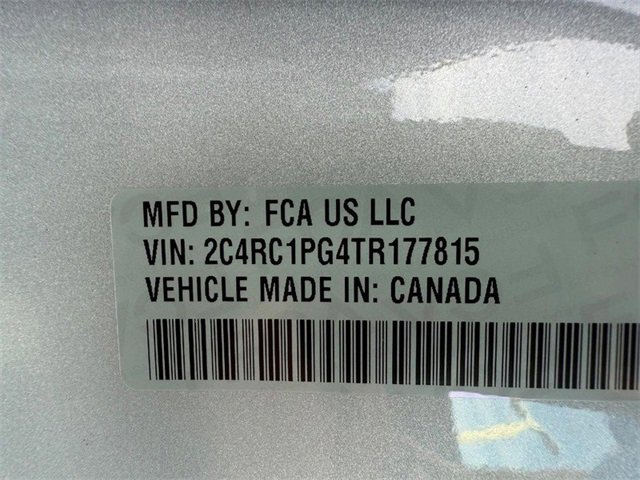 MFD BY: FCA US LLC
VIN: 2C4RC1PG4TR177815
VEHICLE MADE IN: CANADA